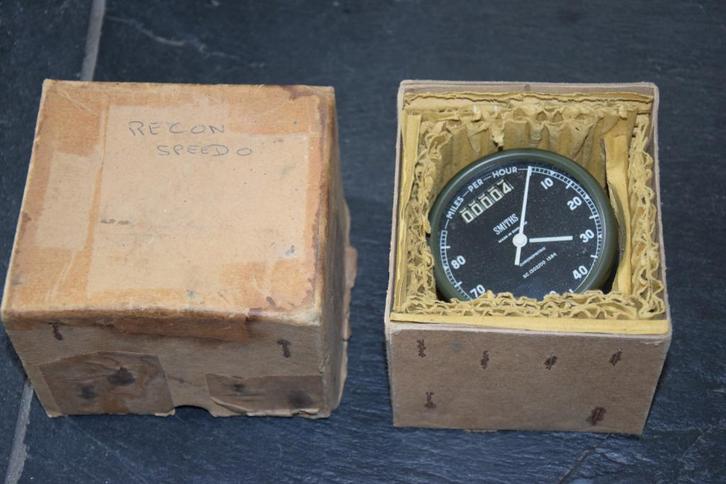 RECON
SPEEDO
MILES-PER-HOUR
00004
10
20
30
40
70
80
SMITHS